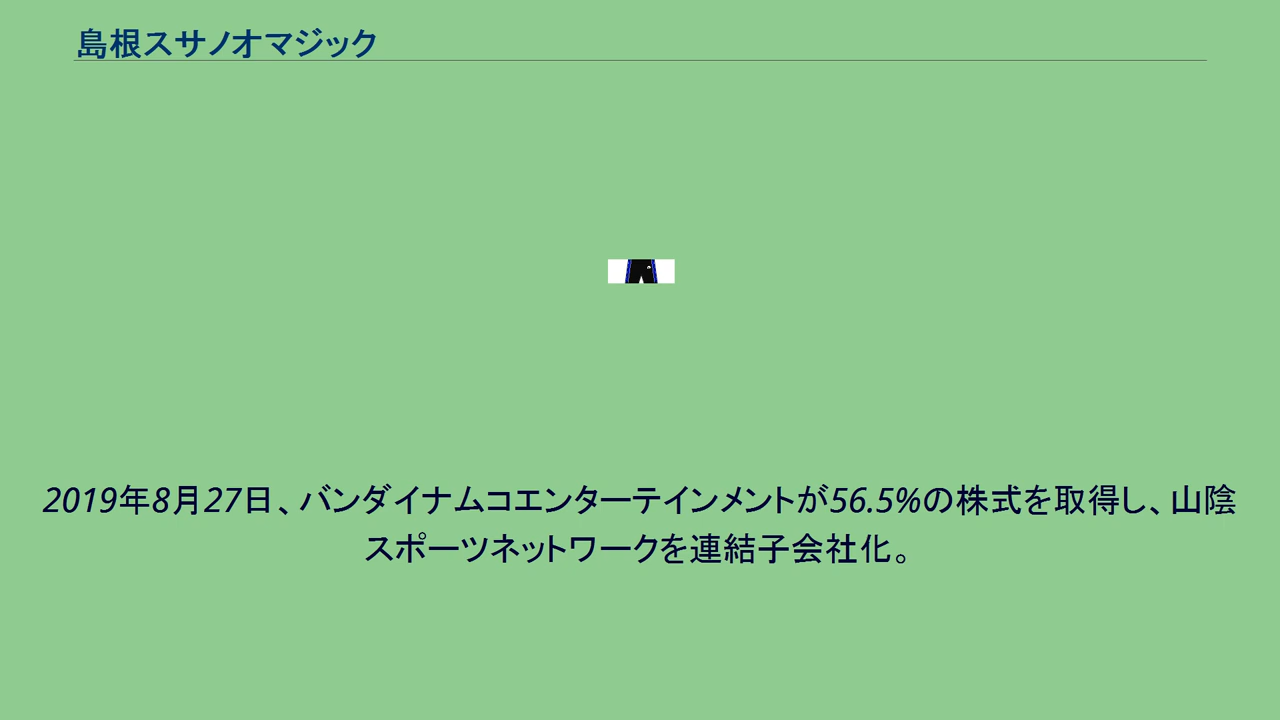 島根スサノオマジック
2019年8月27日、バンダイナムコエンターテインメントが56.5%の株式を取得し、山陰
スポーツネットワークを連結子会社化。